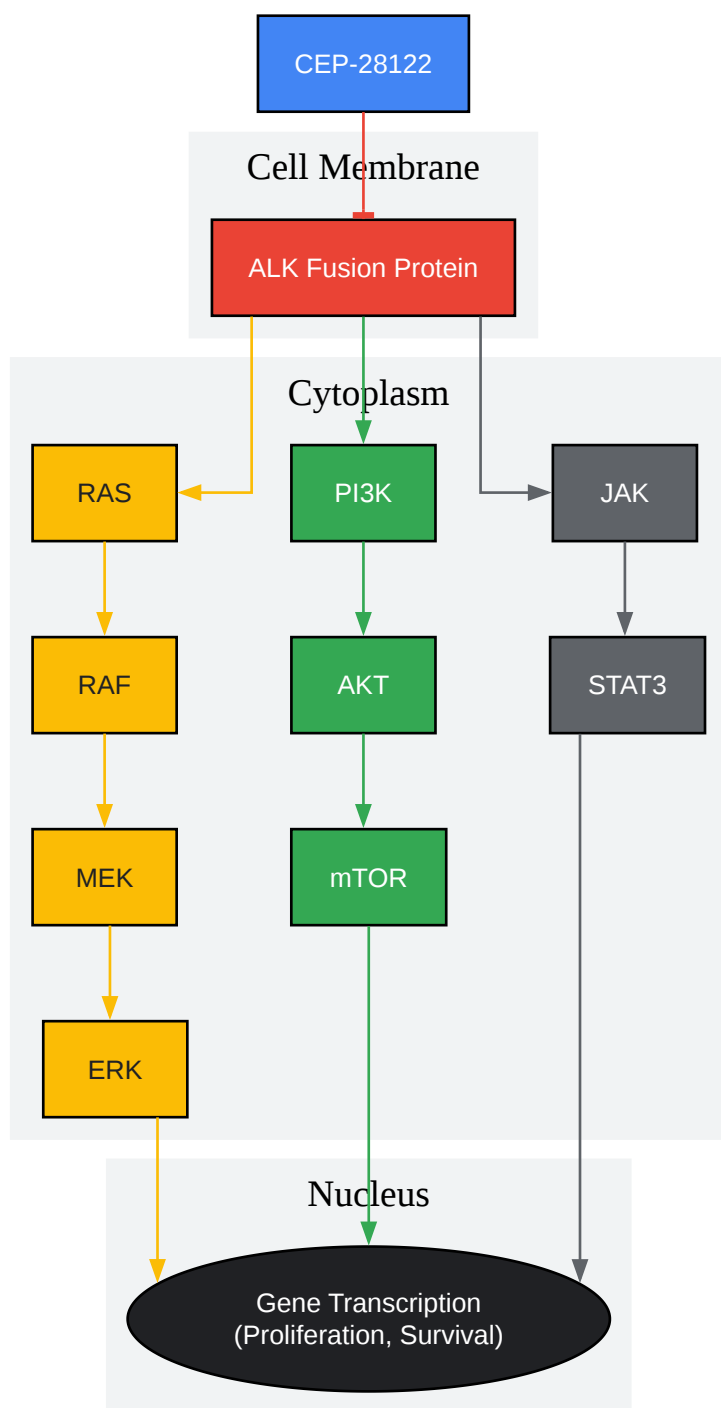 CEP-28122
Cell Membrane
ALK Fusion Protein
Cytoplasm
RAS
PI3K
JAK
RAF
AKT
STAT3
MEK
mTOR
ERK
Nucleus
Gene Transcription
(Proliferation, Survival)